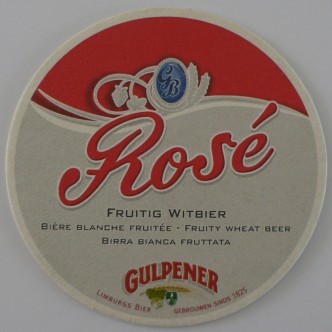 GB
Rosé
FRUITIG WITBIER
BIÈRE BLANCHE FRUITÉE · FRUITY WHEAT BEER
BIRRA BIANCA FRUTTATA
GULPENER
LIMBURGS BIER GEBROUWEN SINDS 1825